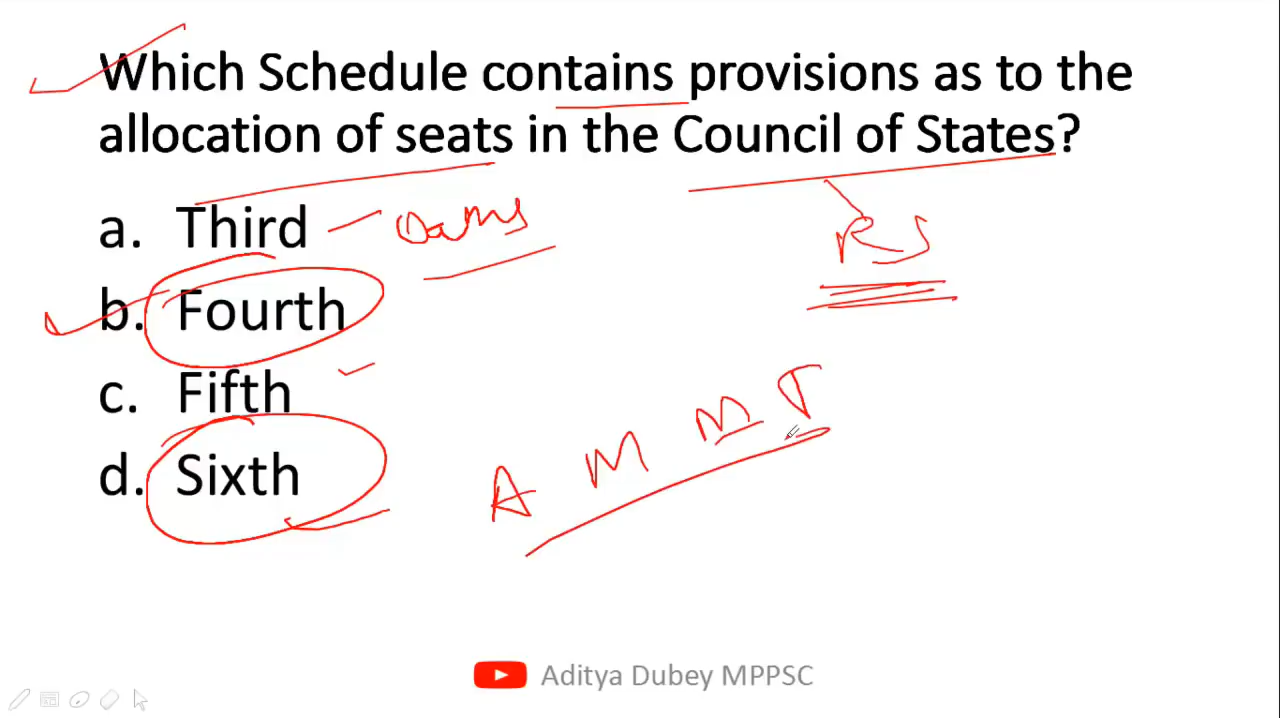 Which Schedule contains provisions as to the
allocation of seats in the Council of States?
a. Third
RS
b. Fourth
c. Fifth
d. Sixth
A M M T
Aditya Dubey MPPSC